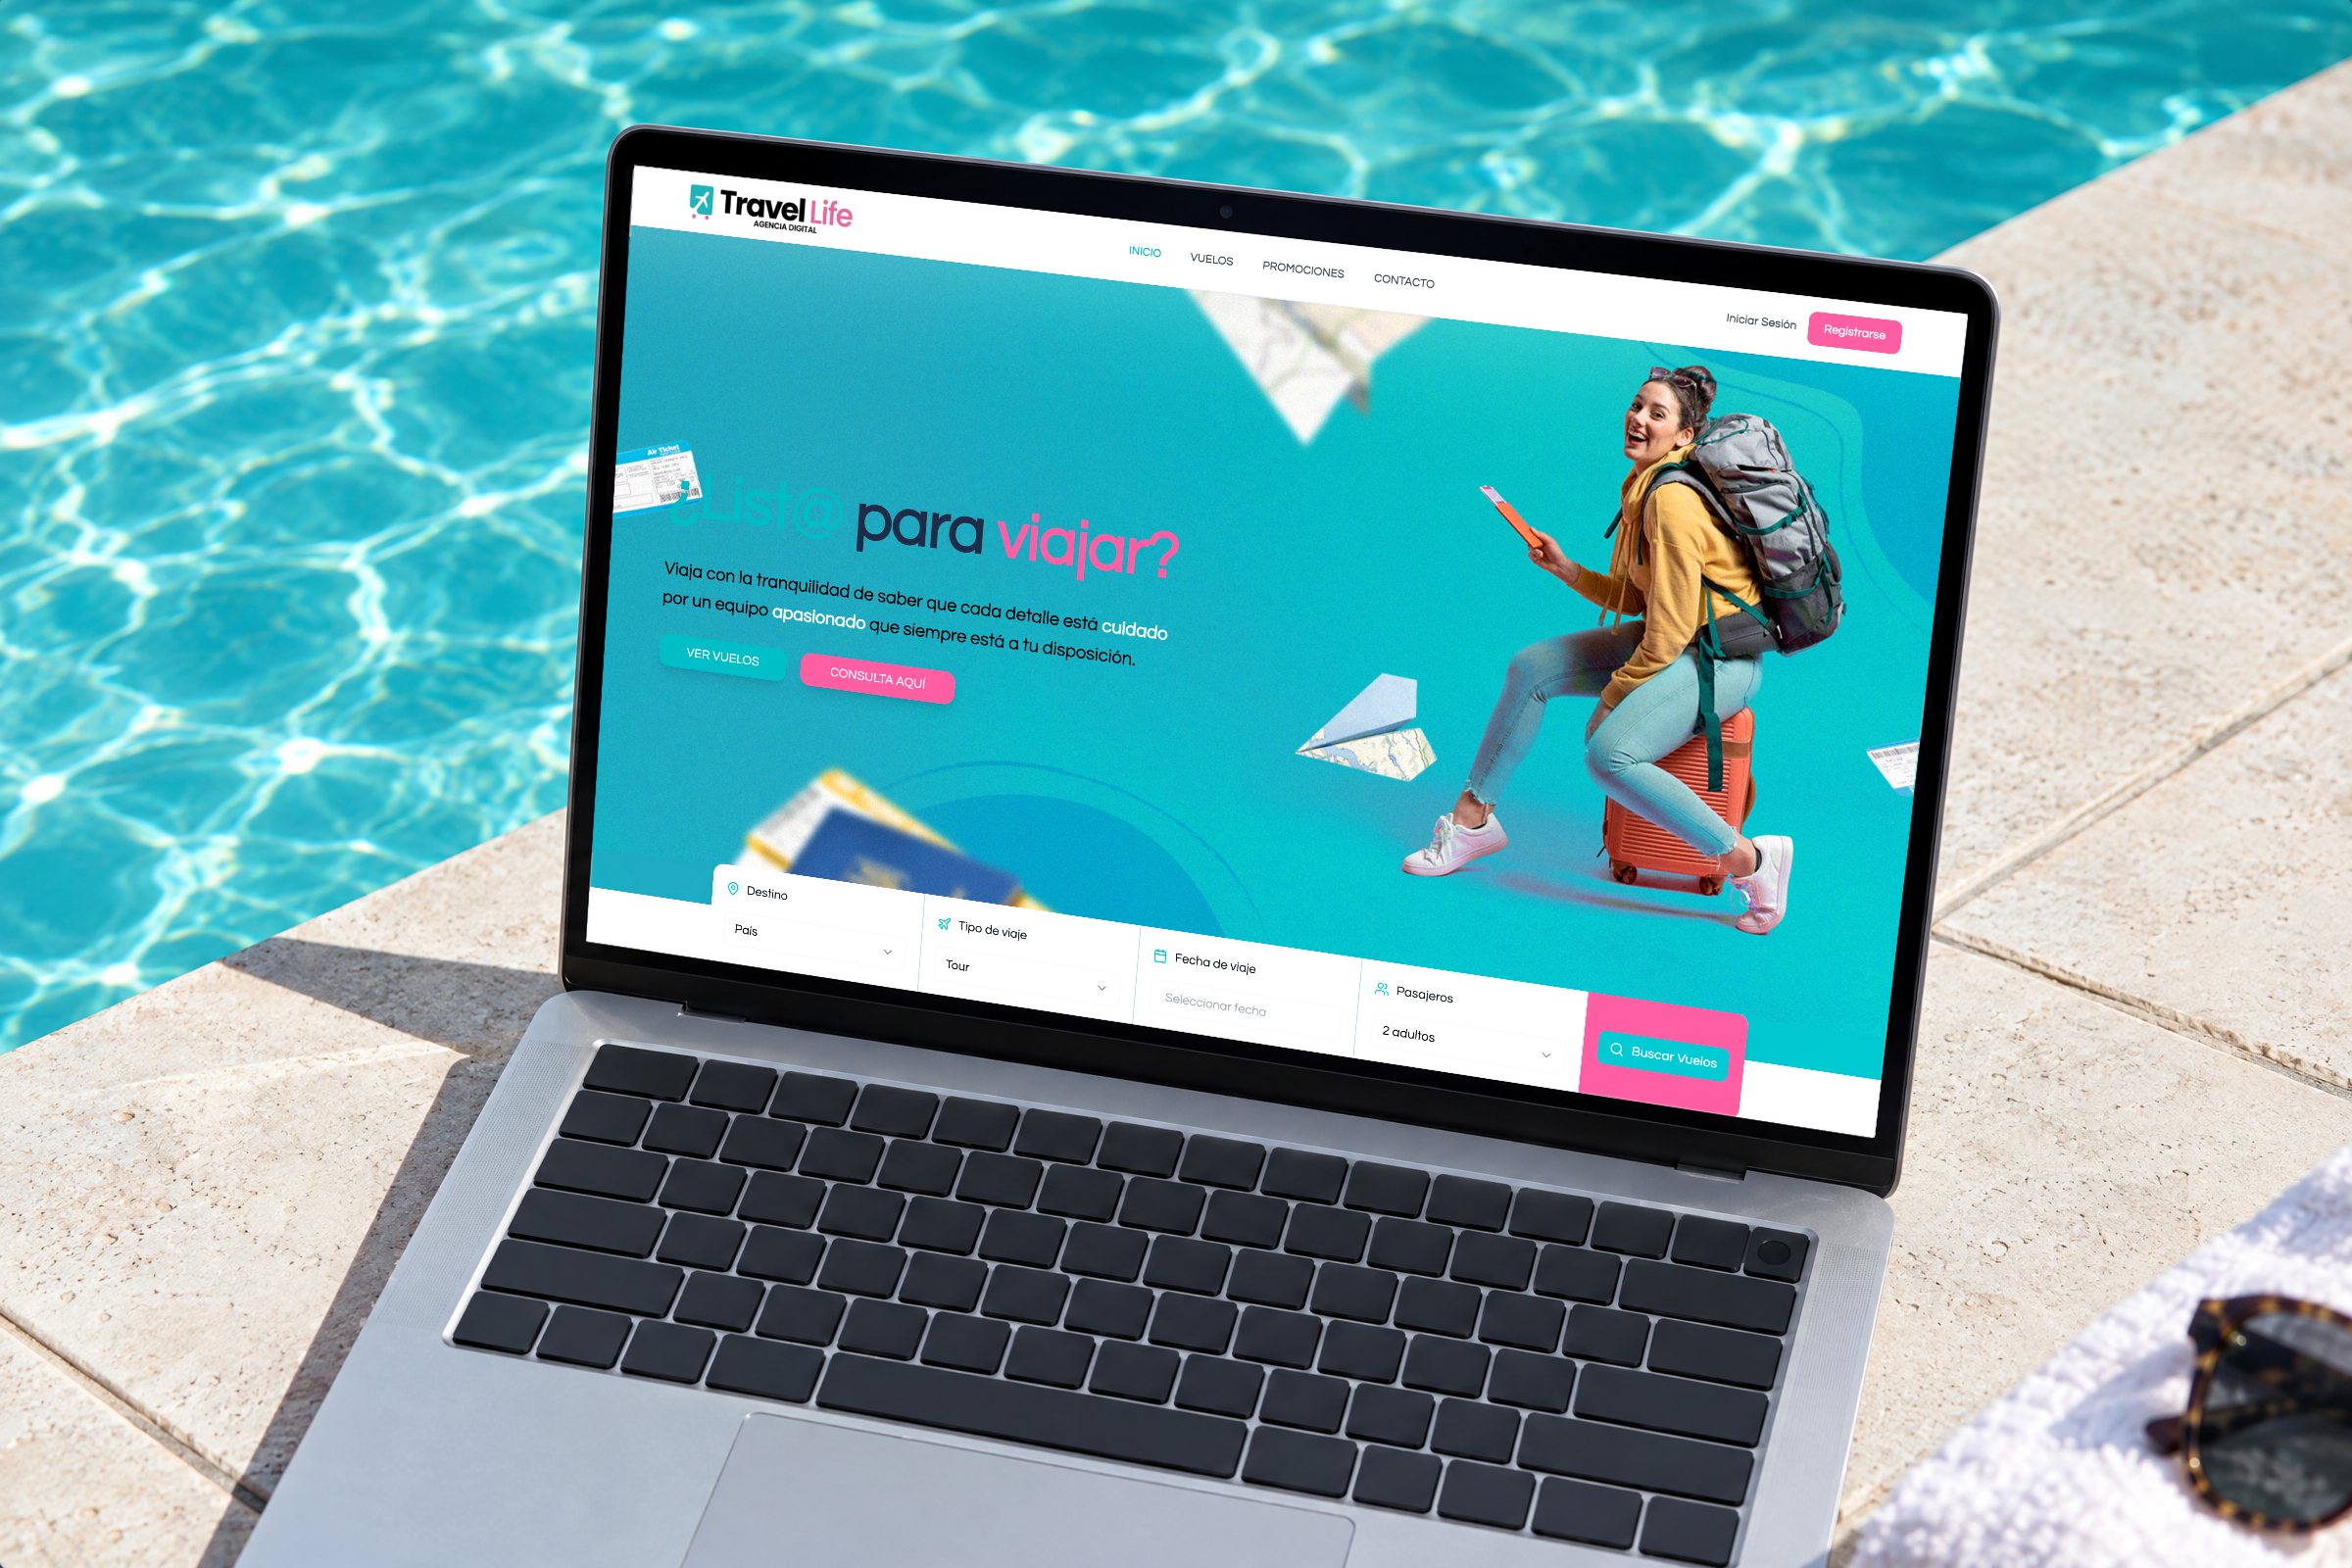 Travel Life
AGENCIA DIGITAL
INICIO
VUELOS
PROMOCIONES
CONTACTO
Iniciar Sesión
Registrarse
Air Ticket
¿List@ para viajar?
Viaja con la tranquilidad de saber que cada detalle está cuidado
por un equipo apasionado que siempre está a tu disposición.
VER VUELOS
CONSULTA AQUÍ
Destino
País
Tipo de viaje
Tour
Fecha de viaje
Seleccionar fecha
Pasajeros
2 adultos
Buscar Vuelos